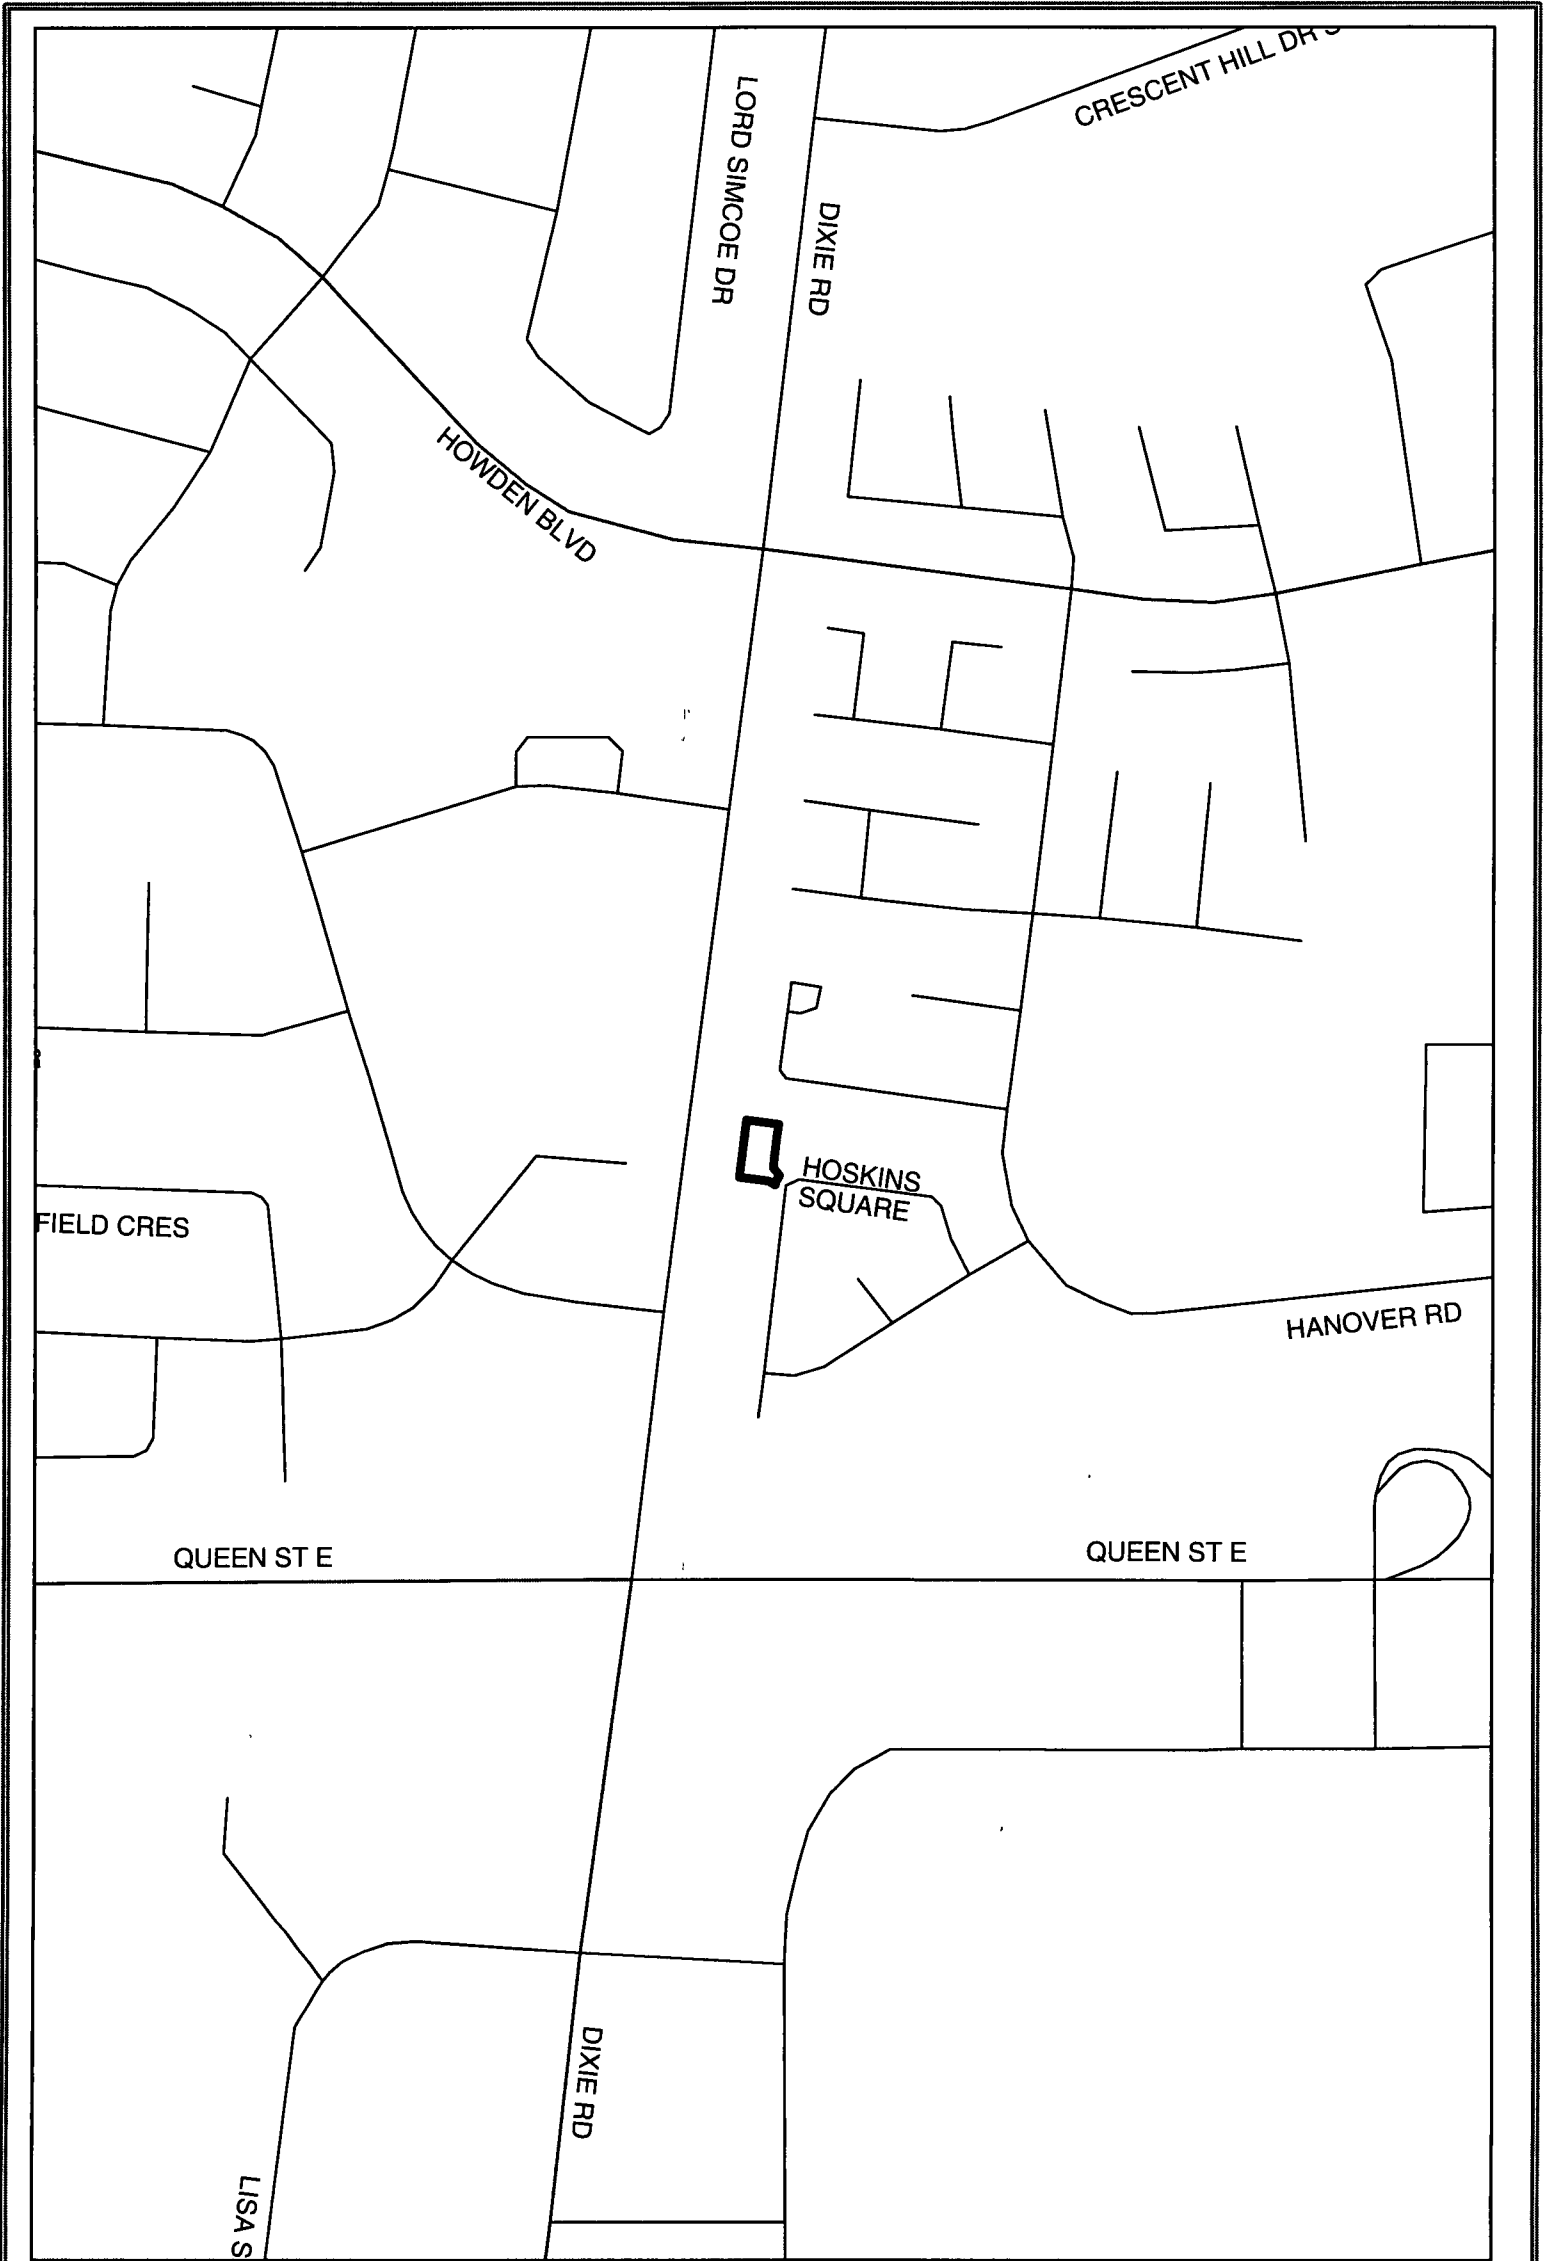 CRESCENT HILL DR
LORD SIMCOE DR
DIXIE RD
HOWDEN BLVD
HOSKINS
SQUARE
FIELD CRES
HANOVER RD
QUEEN ST E
QUEEN ST E
DIXIE RD
LISA S